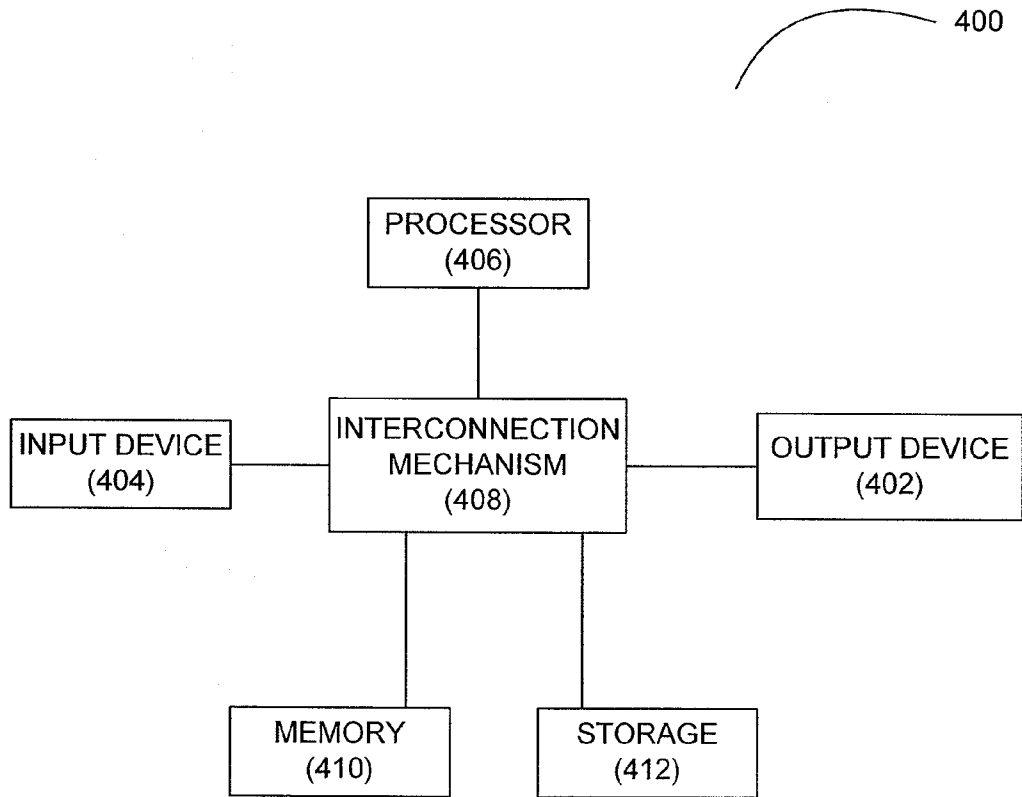 400
PROCESSOR
(406)
INPUT DEVICE
(404)
INTERCONNECTION
MECHANISM
(408)
OUTPUT DEVICE
(402)
MEMORY
(410)
STORAGE
(412)